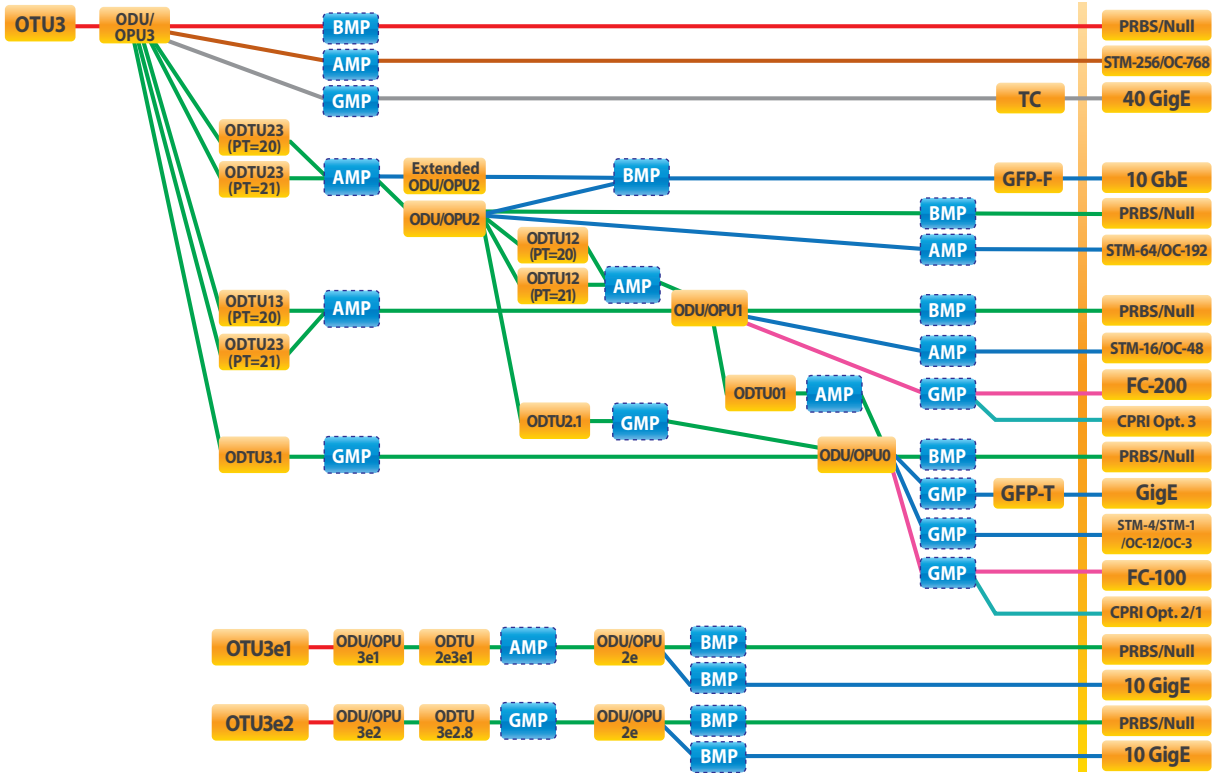 OTU3
ODU/
OPU3
BMP
PRBS/Null
AMP
STM-256/OC-768
GMP
TC
40 GigE
ODTU23
(PT=20)
ODTU23
(PT=21)
AMP
Extended
ODU/OPU2
BMP
GFP-F
10 GbE
ODU/OPU2
BMP
PRBS/Null
ODTU12
(PT=20)
AMP
STM-64/OC-192
ODTU12
(PT=21)
AMP
ODTU13
(PT=20)
AMP
ODU/OPU1
BMP
PRBS/Null
ODTU23
(PT=21)
AMP
STM-16/OC-48
ODTU01
AMP
GMP
FC-200
CPRI Opt. 3
ODTU2.1
GMP
ODTU3.1
GMP
ODU/OPU0
BMP
PRBS/Null
GMP
GFP-T
GigE
GMP
STM-4/STM-1
/OC-12/OC-3
GMP
FC-100
CPRI Opt. 2/1
OTU3e1
ODU/OPU
3e1
ODTU
2e3e1
AMP
ODU/OPU
2e
BMP
PRBS/Null
BMP
10 GigE
OTU3e2
ODU/OPU
3e2
ODTU
3e2.8
GMP
ODU/OPU
2e
BMP
PRBS/Null
BMP
10 GigE